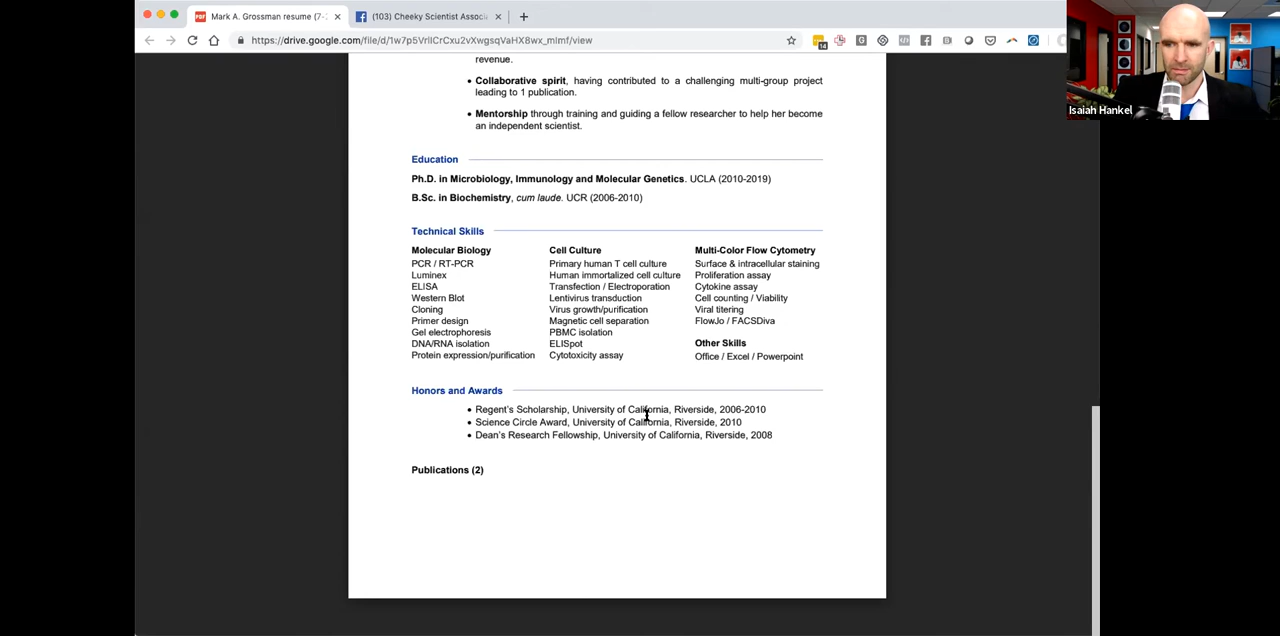 Mark A. Grossman resume (7-
(103) Cheeky Scientist Associ
https://drive.google.com/file/d/1w7p5VrlICrCxu2vXwgsqVaHX8wx_mlmf/view
14
Isaiah Hankel
revenue.
• Collaborative spirit, having contributed to a challenging multi-group project
leading to 1 publication.
• Mentorship through training and guiding a fellow researcher to help her become
an independent scientist.
Education
Ph.D. in Microbiology, Immunology and Molecular Genetics. UCLA (2010-2019)
B.Sc. in Biochemistry, cum laude. UCR (2006-2010)
Technical Skills
Molecular Biology
PCR / RT-PCR
Luminex
ELISA
Western Blot
Cloning
Primer design
Gel electrophoresis
DNA/RNA isolation
Protein expression/purification
Cell Culture
Primary human T cell culture
Human immortalized cell culture
Transfection / Electroporation
Lentivirus transduction
Virus growth/purification
Magnetic cell separation
PBMC isolation
ELISpot
Cytotoxicity assay
Multi-Color Flow Cytometry
Surface & intracellular staining
Proliferation assay
Cytokine assay
Cell counting / Viability
Viral titering
FlowJo / FACSDiva
Other Skills
Office / Excel / Powerpoint
Honors and Awards
• Regent's Scholarship, University of California, Riverside, 2006-2010
• Science Circle Award, University of California, Riverside, 2010
• Dean's Research Fellowship, University of California, Riverside, 2008
Publications (2)